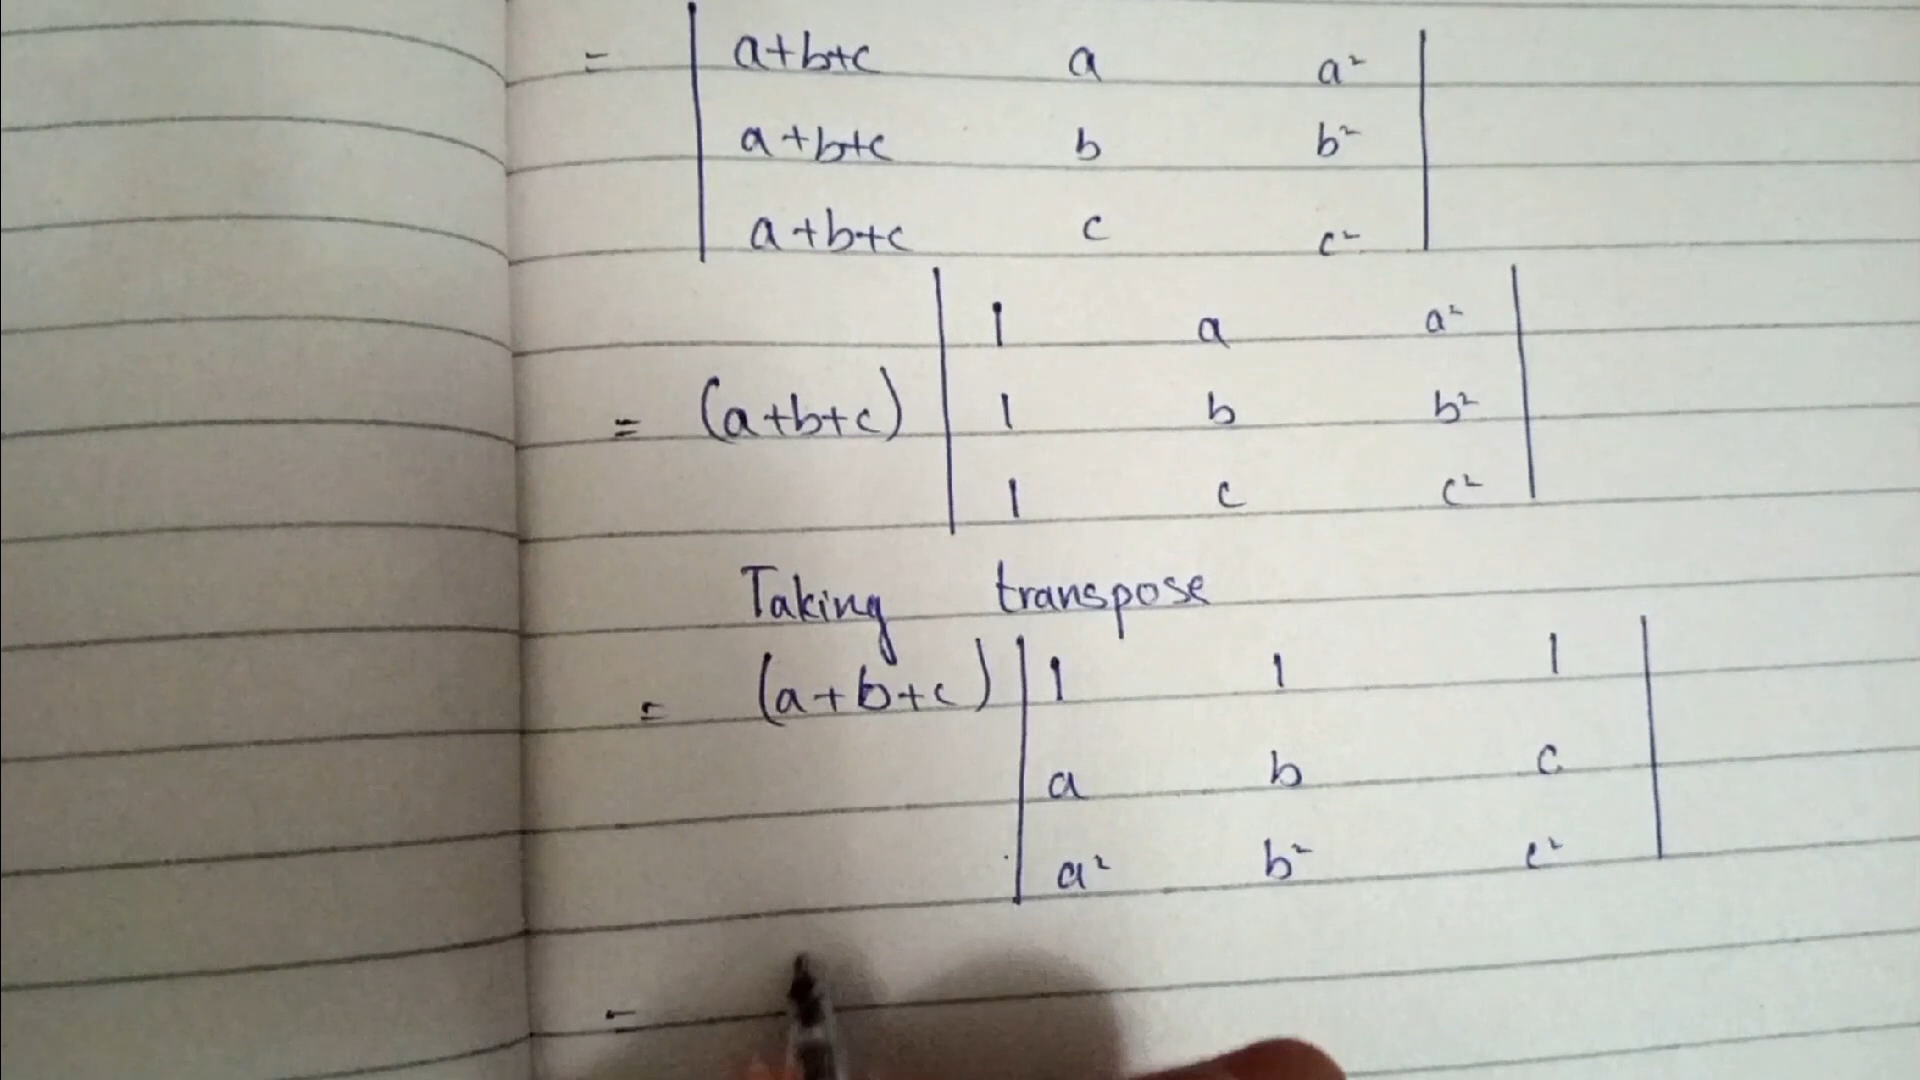 = | a+b+c a a² |
| a+b+c b b² |
| a+b+c c c² |
= (a+b+c) | 1 a a² |
| 1 b b² |
| 1 c c² |
Taking transpose
= (a+b+c) | 1 1 1 |
| a b c |
| a² b² c² |
=